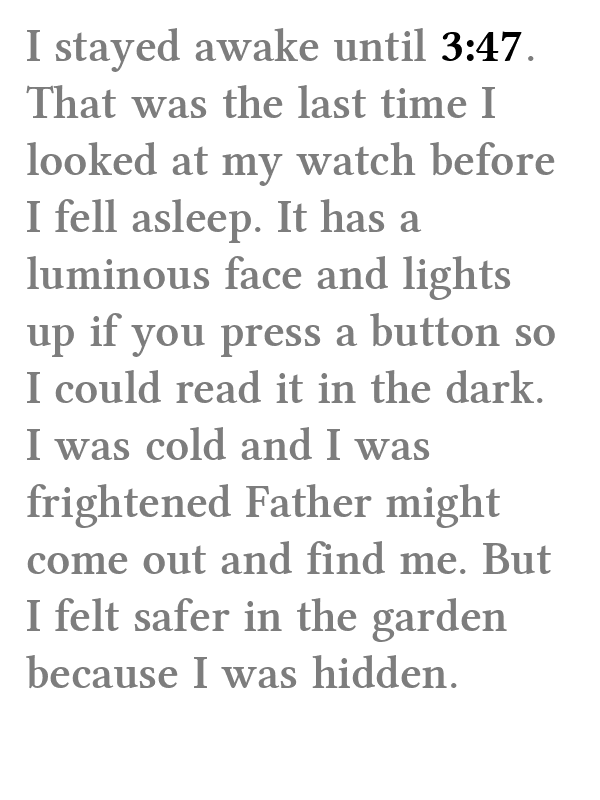 I stayed awake until 3:47.
That was the last time I
looked at my watch before
I fell asleep. It has a
luminous face and lights
up if you press a button so
I could read it in the dark.
I was cold and I was
frightened Father might
come out and find me. But
I felt safer in the garden
because I was hidden.